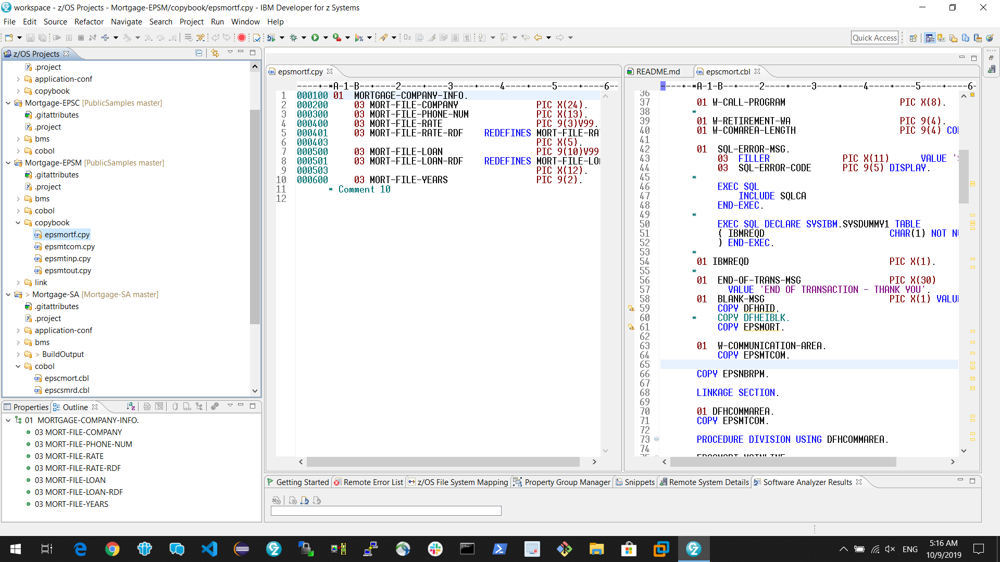 workspace - z/OS Projects - Mortgage-EPSM/copybook/epsmortf.cpy - IBM Developer for z Systems
File Edit Source Refactor Navigate Search Project Run Window Help
Quick Access
z/OS Projects
.project
application-conf
copybook
Mortgage-EPSC [PublicSamples master]
.gitattributes
.project
bms
cobol
Mortgage-EPSM [PublicSamples master]
.gitattributes
.project
bms
cobol
copybook
epsmortf.cpy
epsmtcom.cpy
epsmtinp.cpy
epsmtout.cpy
link
> Mortgage-SA [Mortgage-SA master]
.gitattributes
.project
application-conf
bms
> BuildOutput
cobol
epscmort.cbl
epscsmrd.cbl
Properties Outline
01 MORTGAGE-COMPANY-INFO.
03 MORT-FILE-COMPANY
03 MORT-FILE-PHONE-NUM
03 MORT-FILE-RATE
03 MORT-FILE-RATE-RDF
03 MORT-FILE-LOAN
03 MORT-FILE-LOAN-RDF
03 MORT-FILE-YEARS
epsmortf.cpy
----+-*A-1-B--+----2----+----3----+----4----+----5----+----6--
1 000100 01 MORTGAGE-COMPANY-INFO.
2 000200 03 MORT-FILE-COMPANY PIC X(24).
3 000300 03 MORT-FILE-PHONE-NUM PIC X(13).
4 000400 03 MORT-FILE-RATE PIC 9(3)V99.
5 000401 03 MORT-FILE-RATE-RDF REDEFINES MORT-FILE-RA
6 000403 PIC X(5).
7 000500 03 MORT-FILE-LOAN PIC 9(10)V99
8 000501 03 MORT-FILE-LOAN-RDF REDEFINES MORT-FILE-LO
9 000503 PIC X(12).
10 000600 03 MORT-FILE-YEARS PIC 9(2).
11 * Comment 10
12
README.md epscmort.cbl
----+-*A-1-B--+----2----+----3----+----4----+----5----+----6-
36
37 01 W-CALL-PROGRAM PIC X(8).
38 *
39 01 W-RETIREMENT-WA PIC 9(4).
40 01 W-COMAREA-LENGTH PIC 9(4) CO
41
42 01 SQL-ERROR-MSG.
43 03 FILLER PIC X(11) VALUE '
44 03 SQL-ERROR-CODE PIC 9(5) DISPLAY.
45 *
46 EXEC SQL
47 INCLUDE SQLCA
48 END-EXEC.
49 *
50 EXEC SQL DECLARE SYSIBM.SYSDUMMY1 TABLE
51 ( IBMREQD CHAR(1) NOT N
52 ) END-EXEC.
53 *
54 01 IBMREQD PIC X(1).
55 *
56 01 END-OF-TRANS-MSG PIC X(30)
57 VALUE 'END OF TRANSACTION - THANK YOU'.
58 01 BLANK-MSG PIC X(1) VALU
59 COPY DFHAID.
60 * COPY DFHEIBLK.
61 COPY EPSMORT.
62
63 01 W-COMMUNICATION-AREA.
64 COPY EPSMTCOM.
65
66 COPY EPSNBRPM.
67
68 LINKAGE SECTION.
69
70 01 DFHCOMMAREA.
71 COPY EPSMTCOM.
72
73 PROCEDURE DIVISION USING DFHCOMMAREA.
74
Getting Started Remote Error List z/OS File System Mapping Property Group Manager Snippets Remote System Details Software Analyzer Results
ENG
5:16 AM
10/9/2019